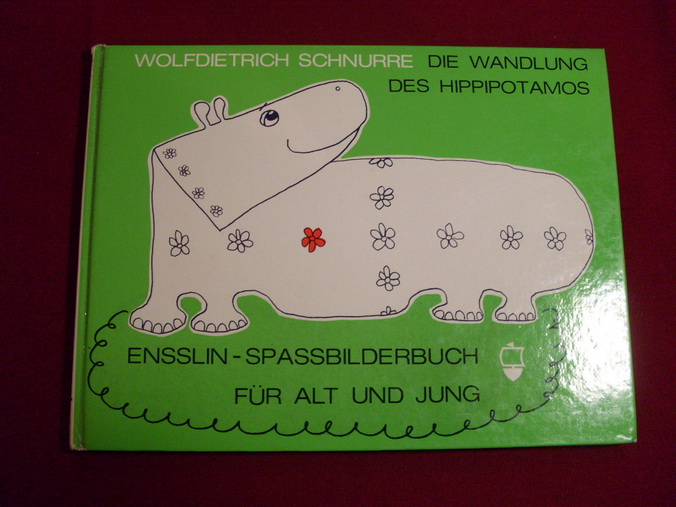 WOLFDIETRICH SCHNURRE DIE WANDLUNG
DES HIPPIPOTAMOS
ENSSLIN-SPASSBILDERBUCH
FÜR ALT UND JUNG